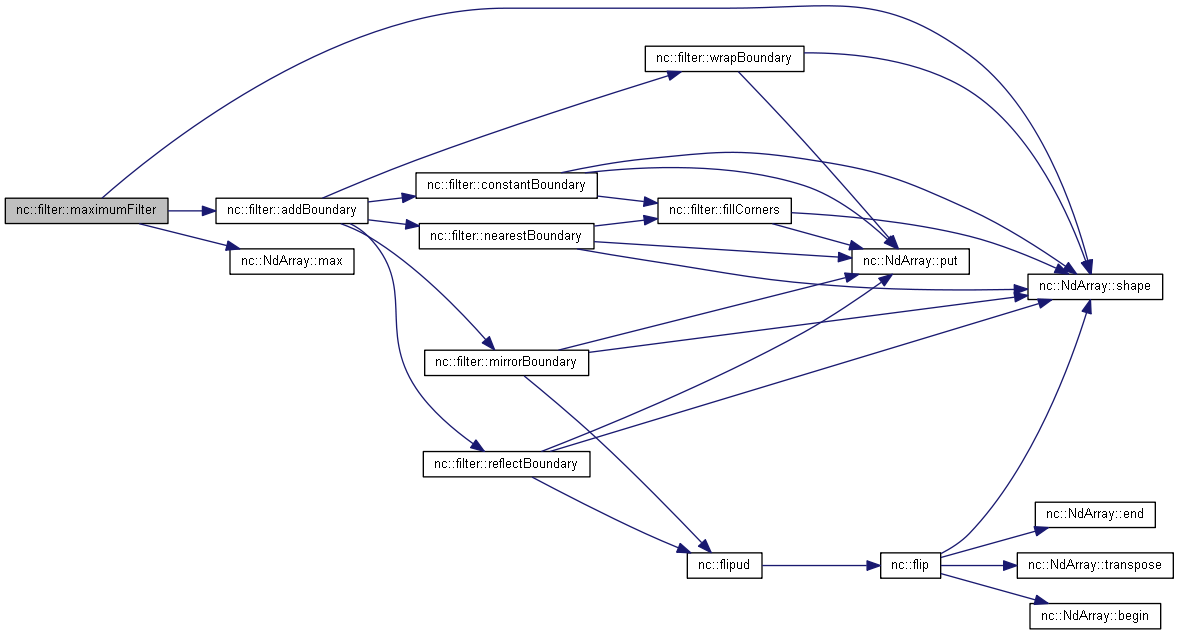 nc::filter::maximumFilter
nc::filter::addBoundary
nc::NdArray::max
nc::filter::wrapBoundary
nc::filter::constantBoundary
nc::filter::nearestBoundary
nc::filter::fillCorners
nc::NdArray::put
nc::NdArray::shape
nc::filter::mirrorBoundary
nc::filter::reflectBoundary
nc::flipud
nc::flip
nc::NdArray::end
nc::NdArray::transpose
nc::NdArray::begin